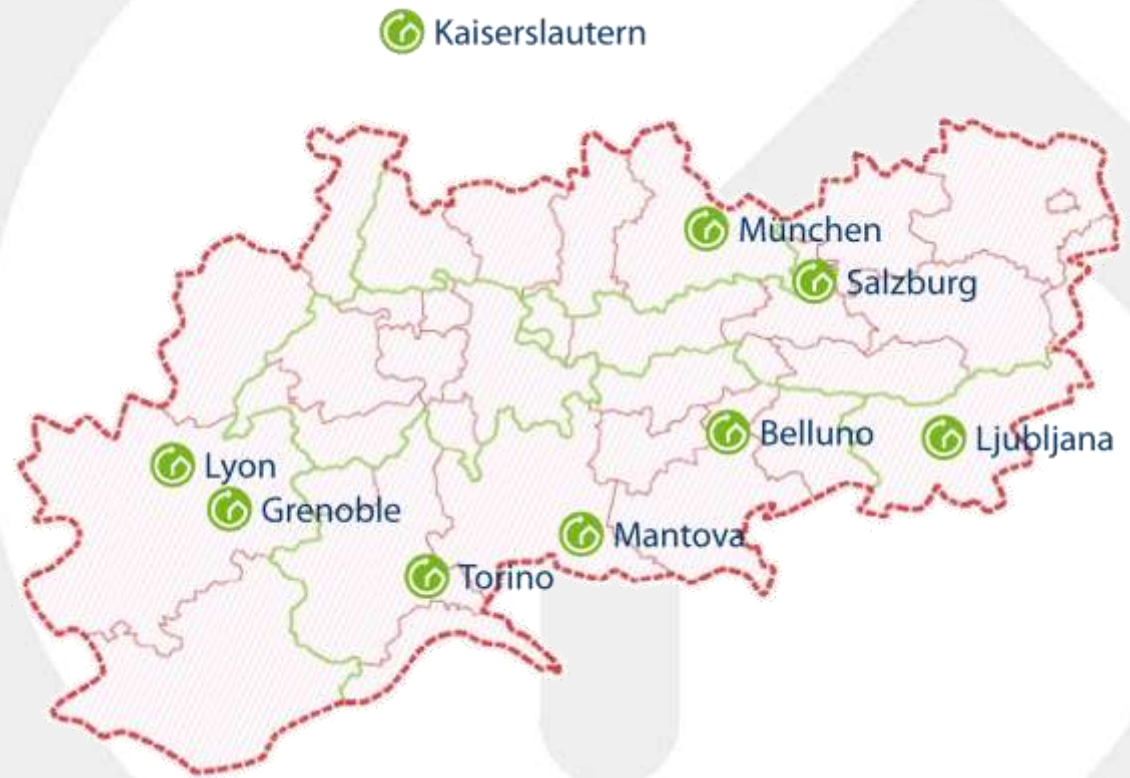 Kaiserslautern
München
Salzburg
Belluno
Ljubljana
Lyon
Grenoble
Mantova
Torino